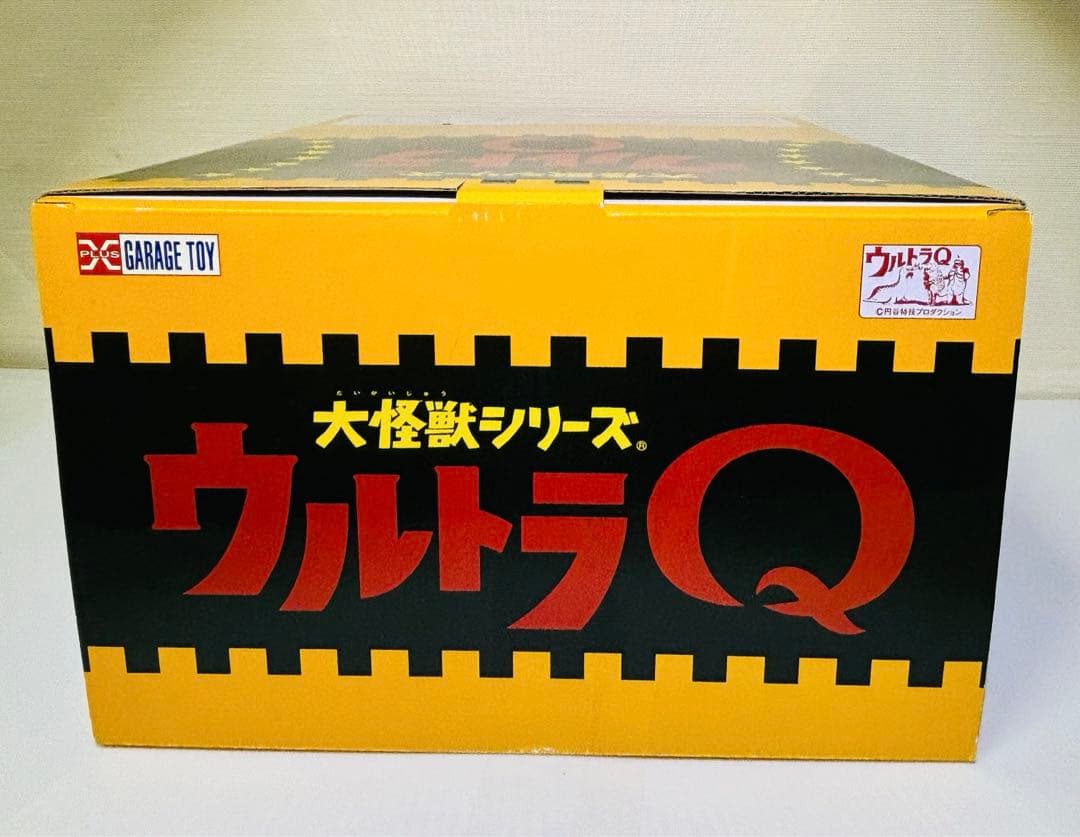 X PLUS GARAGE TOY
ウルトラQ
©円谷特技プロダクション
だいかいじゅう
大怪獣シリーズ®
ウルトラQ